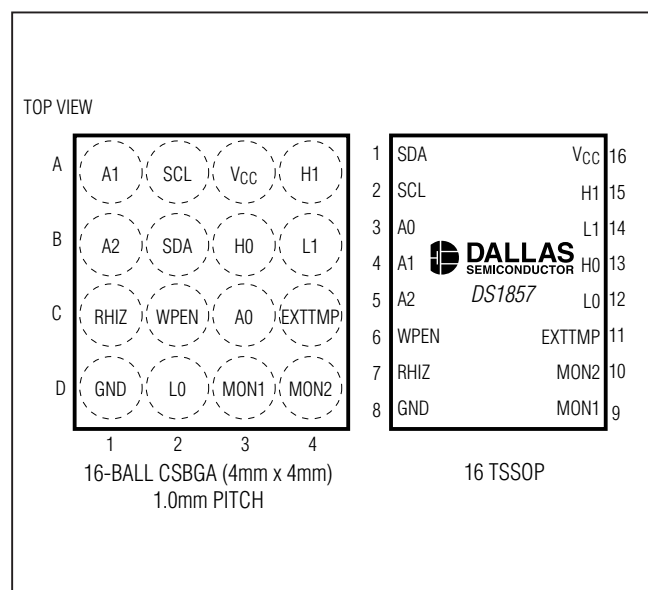 TOP VIEW
A A1 SCL VCC H1
B A2 SDA H0 L1
C RHIZ WPEN A0 EXTTMP
D GND L0 MON1 MON2
1 2 3 4
16-BALL CSBGA (4mm x 4mm)
1.0mm PITCH
1 SDA VCC 16
2 SCL H1 15
3 A0 L1 14
4 A1 H0 13
5 A2 L0 12
6 WPEN EXTTMP 11
7 RHIZ MON2 10
8 GND MON1 9
DALLAS
SEMICONDUCTOR
DS1857
16 TSSOP